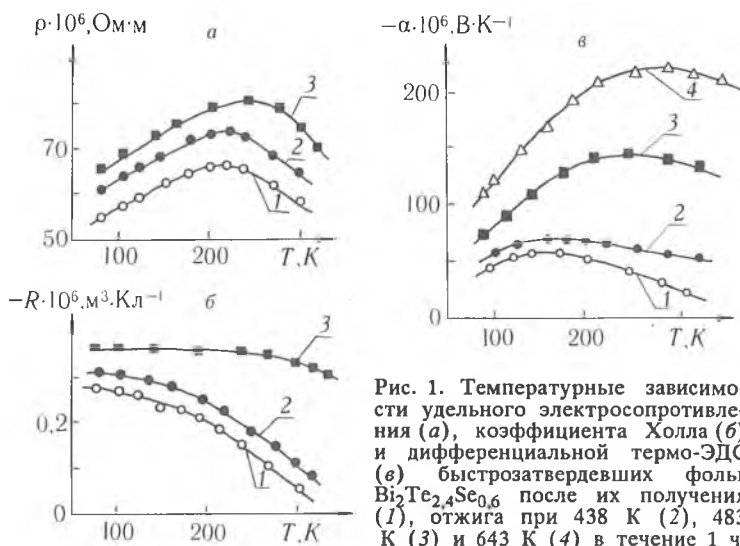 ρ·10⁶,Ом·м
а
3
2
1
70
50
100
200
T,К
−R·10⁶,м³·Кл⁻¹
б
3
2
1
0,2
0
100
200
T,К
−α·10⁶,В·К⁻¹
в
4
3
2
1
200
100
0
100
200
T,К
Рис. 1. Температурные зависимо-
сти удельного электросопротивле-
ния (а), коэффициента Холла (б)
и дифференциальной термо-ЭДС
(в) быстрозатвердевших фольг
Bi₂Te₂,₄Se₀,₆ после их получения
(1), отжига при 438 К (2), 483
К (3) и 643 К (4) в течение 1 ч